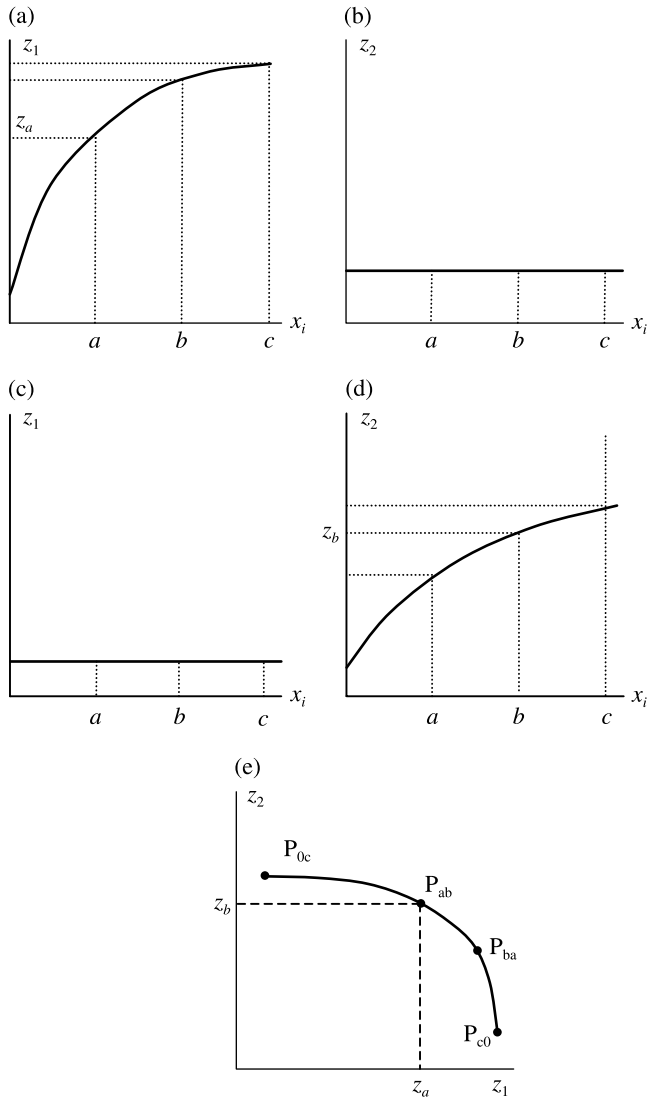 (a)
z1
za
xi
a b c
(b)
z2
xi
a b c
(c)
z1
xi
a b c
(d)
z2
zb
xi
a b c
(e)
z2
P0c
Pab
zb
Pba
Pc0
za z1